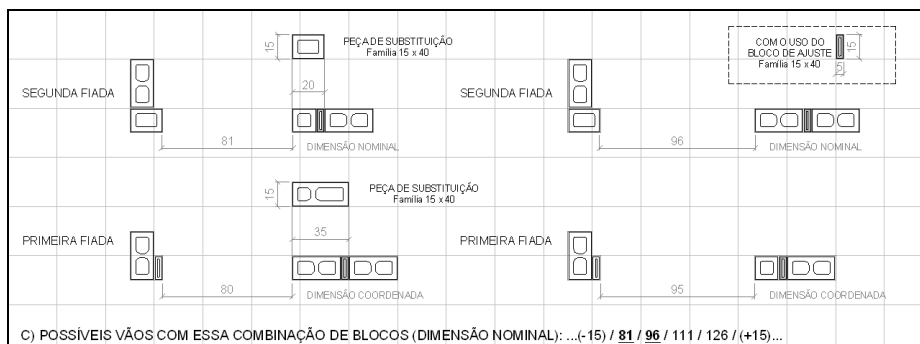 15
PEÇA DE SUBSTITUIÇÃO
Família 15 x 40
COM O USO DO
BLOCO DE AJUSTE
Família 15 x 40
15
5
20
SEGUNDA FIADA
SEGUNDA FIADA
81
DIMENSÃO NOMINAL
96
DIMENSÃO NOMINAL
15
PEÇA DE SUBSTITUIÇÃO
Família 15 x 40
35
PRIMEIRA FIADA
PRIMEIRA FIADA
80
DIMENSÃO COORDENADA
95
DIMENSÃO COORDENADA
C) POSSÍVEIS VÃOS COM ESSA COMBINAÇÃO DE BLOCOS (DIMENSÃO NOMINAL): ...(-15) / 81 / 96 / 111 / 126 / (+15)...